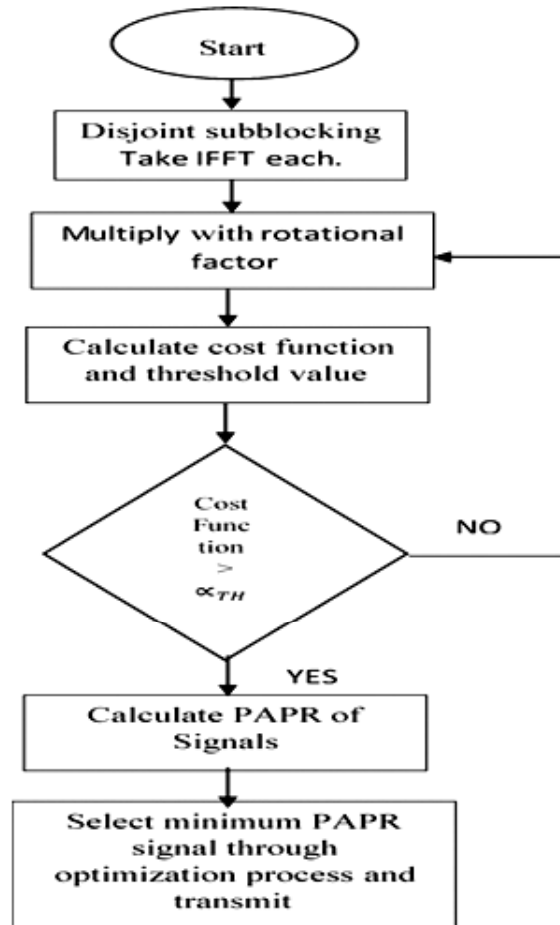 Start
Disjoint subblocking
Take IFFT each.
Multiply with rotational
factor
Calculate cost function
and threshold value
Cost
Func
tion
>
∝TH
NO
YES
Calculate PAPR of
Signals
Select minimum PAPR
signal through
optimization process and
transmit